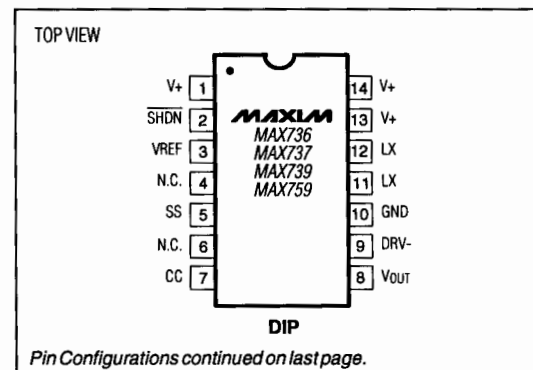 TOP VIEW
V+ 1
SHDN 2
VREF 3
N.C. 4
SS 5
N.C. 6
CC 7
MAXIM
MAX736
MAX737
MAX739
MAX759
14 V+
13 V+
12 LX
11 LX
10 GND
9 DRV-
8 VOUT
DIP
Pin Configurations continued on last page.